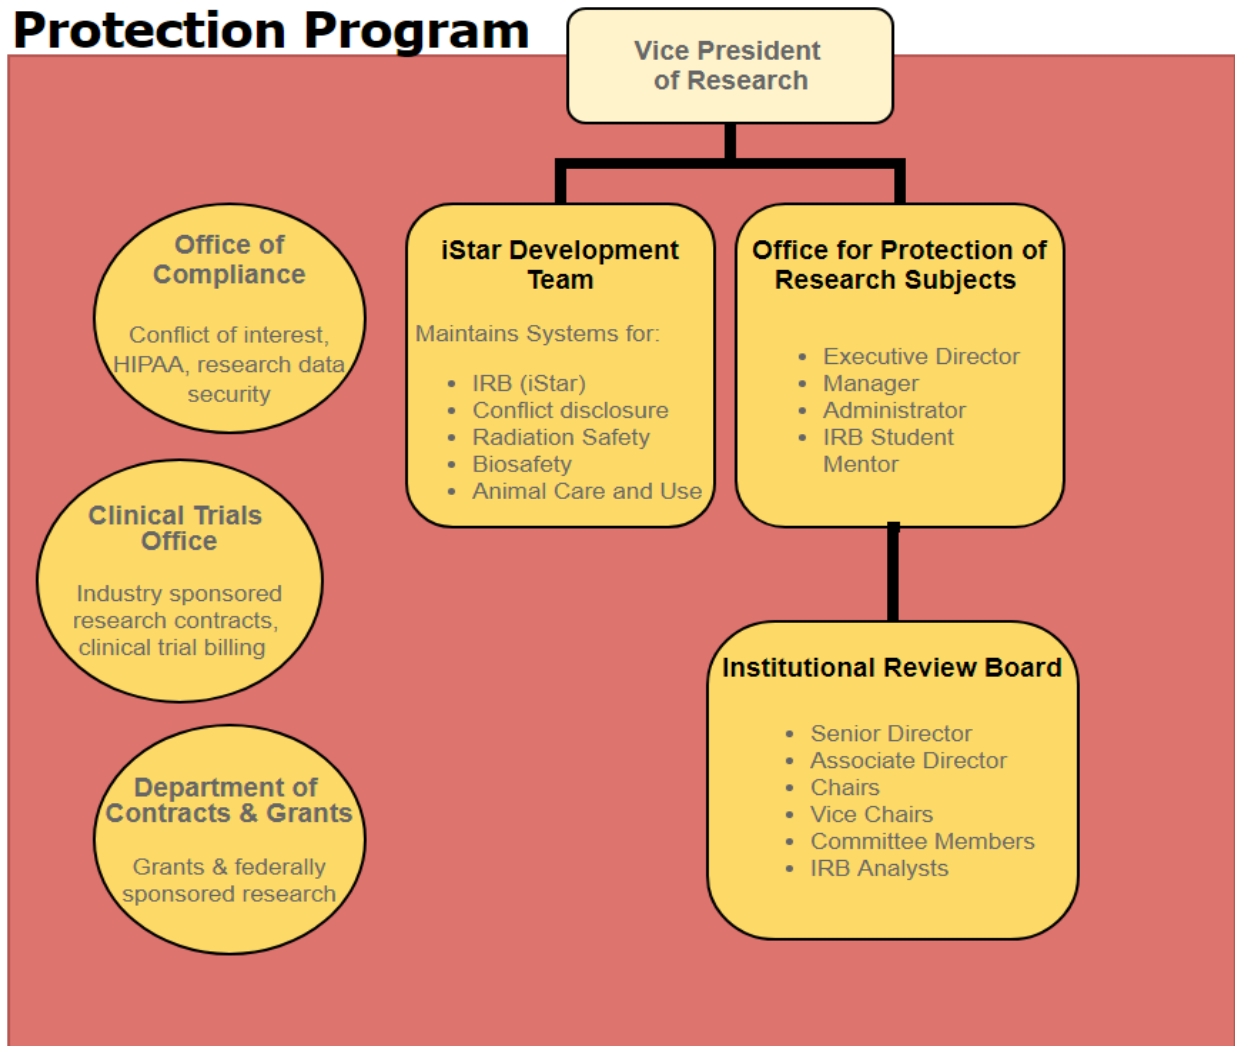 Protection Program
Vice President
of Research
Office of
Compliance
Conflict of interest,
HIPAA, research data
security
iStar Development
Team
Maintains Systems for:
• IRB (iStar)
• Conflict disclosure
• Radiation Safety
• Biosafety
• Animal Care and Use
Office for Protection of
Research Subjects
• Executive Director
• Manager
• Administrator
• IRB Student
Mentor
Clinical Trials
Office
Industry sponsored
research contracts,
clinical trial billing
Institutional Review Board
• Senior Director
• Associate Director
• Chairs
• Vice Chairs
• Committee Members
• IRB Analysts
Department of
Contracts & Grants
Grants & federally
sponsored research